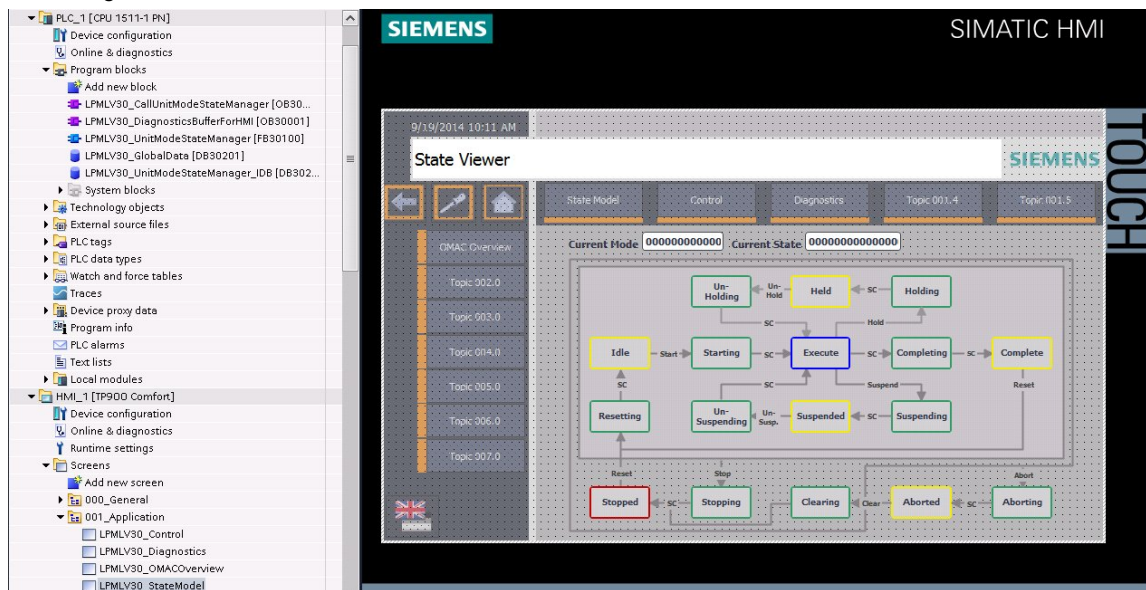 PLC_1 [CPU 1511-1 PN]
Device configuration
Online & diagnostics
Program blocks
Add new block
LPMLV30_CallUnitModeStateManager [OB30...
LPMLV30_DiagnosticsBufferForHMI [OB30001]
LPMLV30_UnitModeStateManager [FB30100]
LPMLV30_GlobalData [DB30201]
LPMLV30_UnitModeStateManager_IDB [DB302...
System blocks
Technology objects
External source files
PLC tags
PLC data types
Watch and force tables
Traces
Device proxy data
Program info
PLC alarms
Text lists
Local modules
HMI_1 [TP900 Comfort]
Device configuration
Online & diagnostics
Runtime settings
Screens
Add new screen
000_General
001_Application
LPMLV30_Control
LPMLV30_Diagnostics
LPMLV30_OMACOverview
LPMLV30_StateModel
SIEMENS
SIMATIC HMI
TOUCH
9/19/2014 10:11 AM
State Viewer
SIEMENS
State Model
Control
Diagnostics
Topic 001.4
Topic 001.5
OMAC Overview
Topic 002.0
Topic 003.0
Topic 004.0
Topic 005.0
Topic 006.0
Topic 007.0
Current Mode 000000000000 Current State 00000000000000
Un-
Holding
Un-
Hold
Held
SC
Holding
SC
Hold
Idle
Start
Starting
SC
Execute
SC
Completing
SC
Complete
SC
SC
Suspend
Reset
Resetting
Un-
Suspending
Un-
Susp.
Suspended
SC
Suspending
Reset
Stop
Abort
Stopped
SC
Stopping
Clearing
Clear
Aborted
SC
Aborting